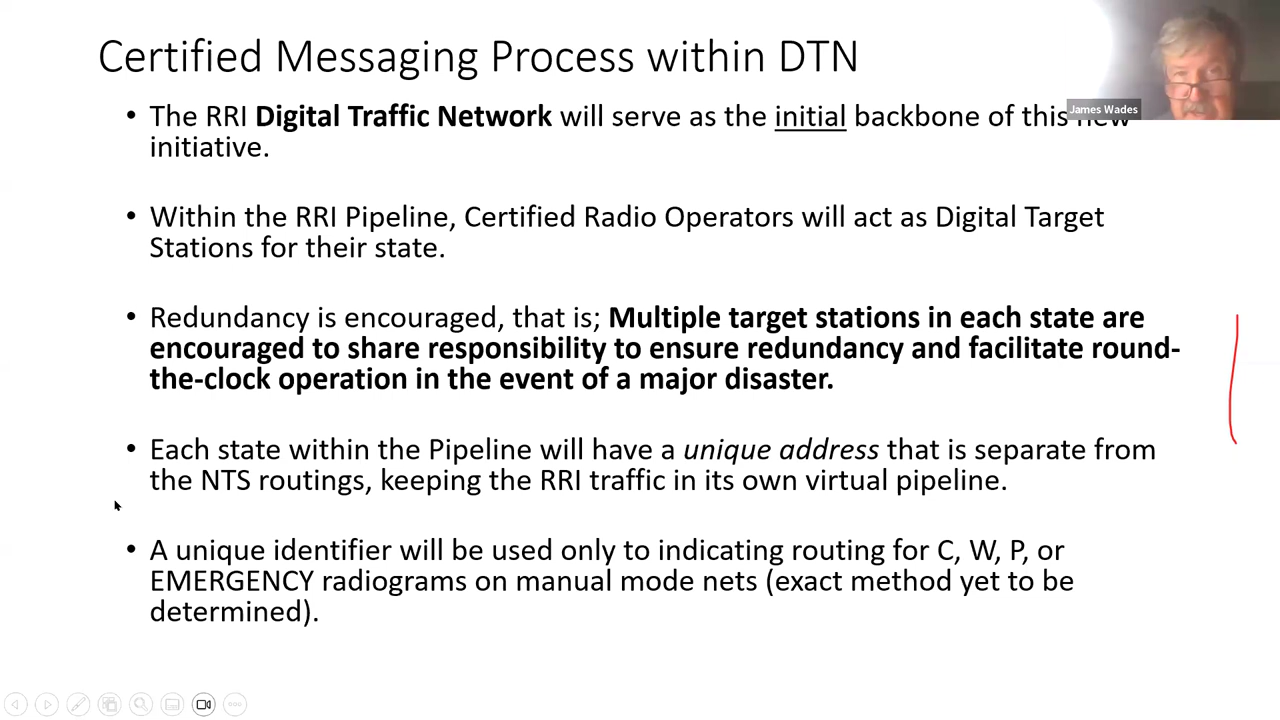 Certified Messaging Process within DTN
James Wades
• The RRI Digital Traffic Network will serve as the initial backbone of this new
initiative.
• Within the RRI Pipeline, Certified Radio Operators will act as Digital Target
Stations for their state.
• Redundancy is encouraged, that is; Multiple target stations in each state are
encouraged to share responsibility to ensure redundancy and facilitate round-
the-clock operation in the event of a major disaster.
• Each state within the Pipeline will have a unique address that is separate from
the NTS routings, keeping the RRI traffic in its own virtual pipeline.
• A unique identifier will be used only to indicating routing for C, W, P, or
EMERGENCY radiograms on manual mode nets (exact method yet to be
determined).